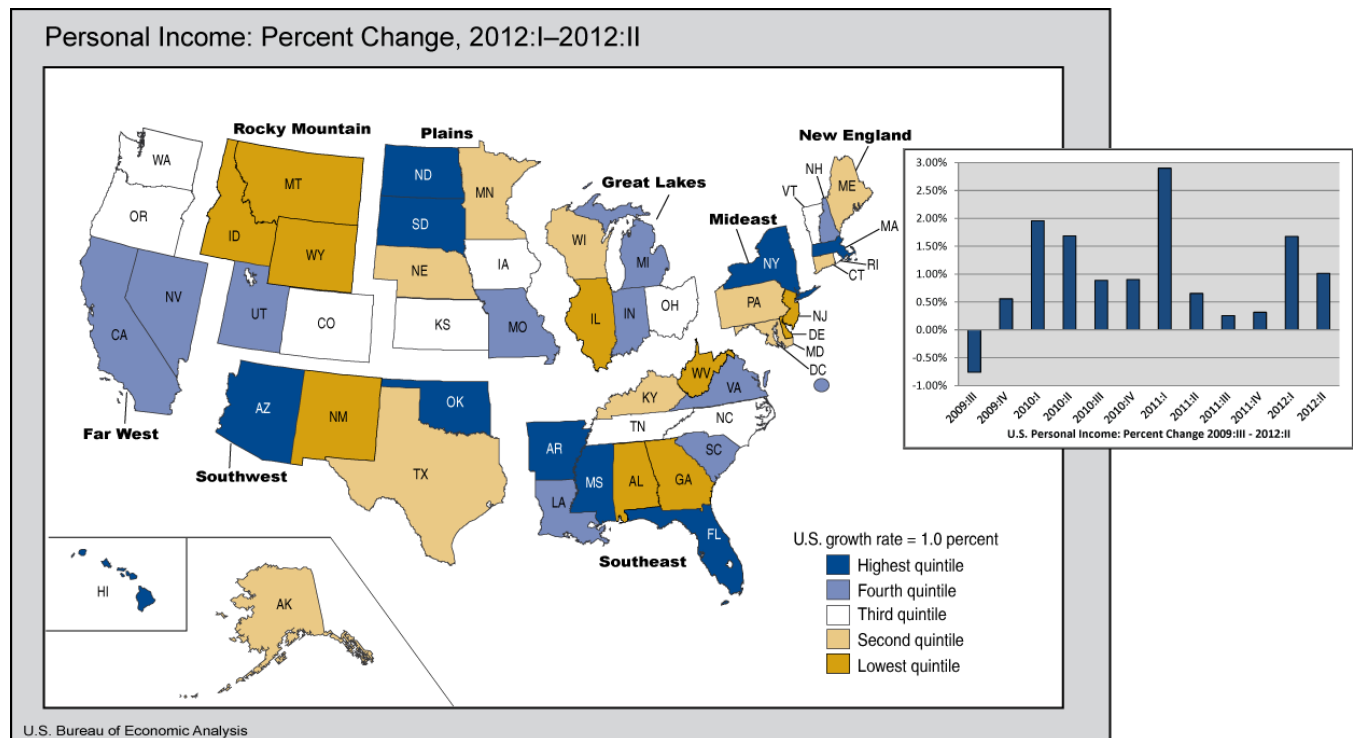 Personal Income: Percent Change, 2012:I–2012:II
Rocky Mountain
Plains
New England
Great Lakes
Mideast
Far West
Southwest
Southeast
WA
OR
CA
NV
ID
MT
WY
UT
CO
ND
SD
NE
KS
MN
IA
MO
WI
IL
MI
IN
OH
AZ
NM
OK
TX
AR
LA
MS
AL
GA
FL
SC
NC
TN
KY
WV
VA
PA
NY
VT
NH
ME
MA
RI
CT
NJ
DE
MD
DC
HI
AK
U.S. growth rate = 1.0 percent
Highest quintile
Fourth quintile
Third quintile
Second quintile
Lowest quintile
3.00%
2.50%
2.00%
1.50%
1.00%
0.50%
0.00%
-0.50%
-1.00%
2009:III
2009:IV
2010:I
2010:II
2010:III
2010:IV
2011:I
2011:II
2011:III
2011:IV
2012:I
2012:II
U.S. Personal Income: Percent Change 2009:III - 2012:II
U.S. Bureau of Economic Analysis